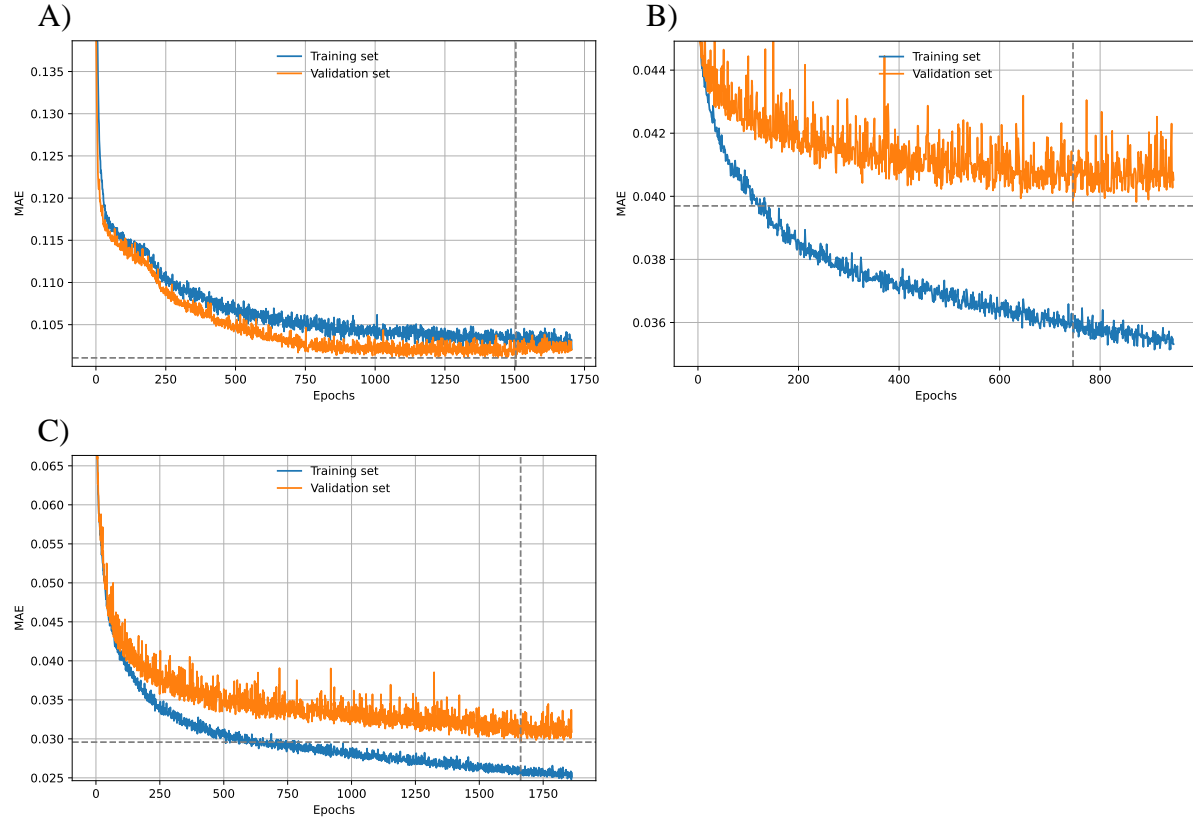 A)
0.135
0.130
0.125
0.120
0.115
0.110
0.105
MAE
0
250
500
750
1000
1250
1500
1750
Epochs
Training set
Validation set
B)
0.044
0.042
0.040
0.038
0.036
MAE
0
200
400
600
800
Epochs
Training set
Validation set
C)
0.065
0.060
0.055
0.050
0.045
0.040
0.035
0.030
0.025
MAE
0
250
500
750
1000
1250
1500
1750
Epochs
Training set
Validation set